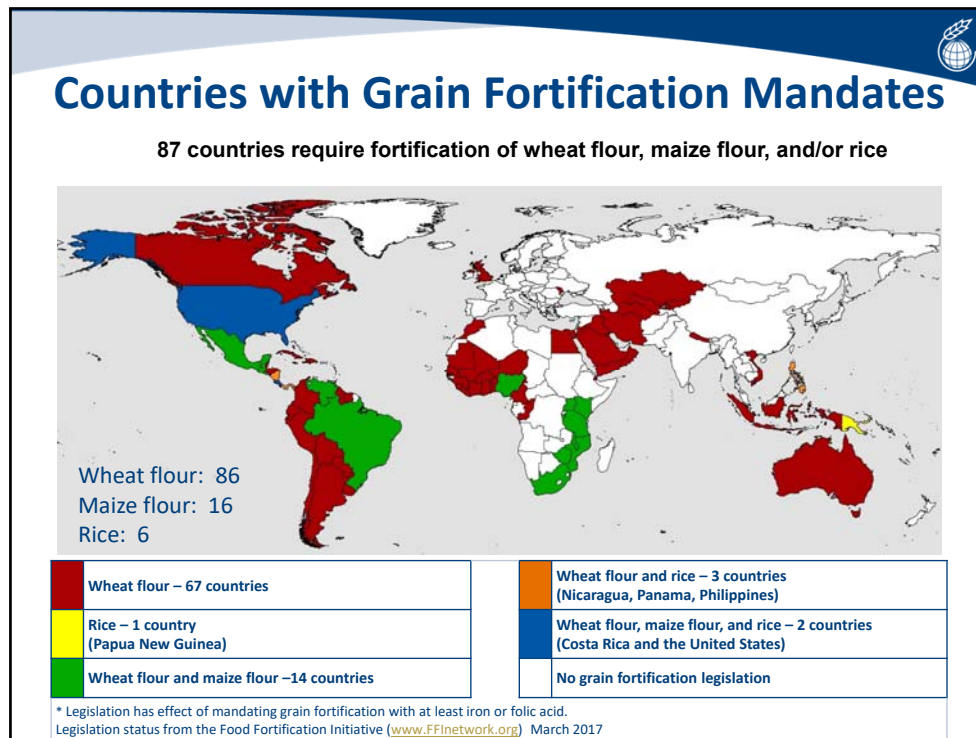 Countries with Grain Fortification Mandates
87 countries require fortification of wheat flour, maize flour, and/or rice
Wheat flour:  86
Maize flour:  16
Rice:  6
Wheat flour – 67 countries
Rice – 1 country
(Papua New Guinea)
Wheat flour and maize flour –14 countries
Wheat flour and rice – 3 countries
(Nicaragua, Panama, Philippines)
Wheat flour, maize flour, and rice – 2 countries
(Costa Rica and the United States)
No grain fortification legislation
* Legislation has effect of mandating grain fortification with at least iron or folic acid.
Legislation status from the Food Fortification Initiative (www.FFInetwork.org)  March 2017